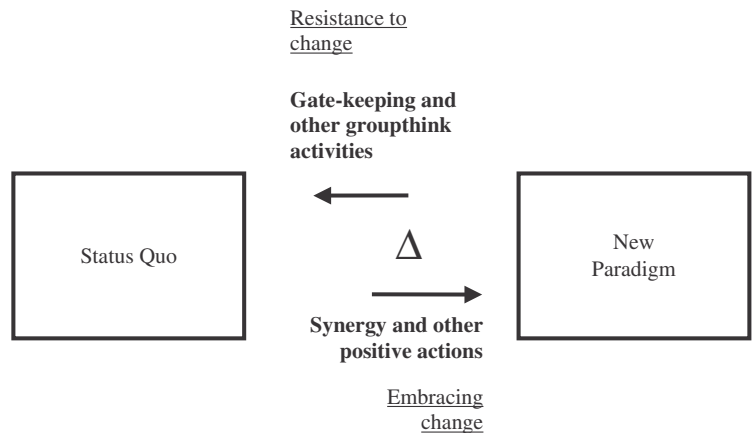 Resistance to
change
Gate-keeping and
other groupthink
activities
Status Quo
Δ
New
Paradigm
Synergy and other
positive actions
Embracing
change